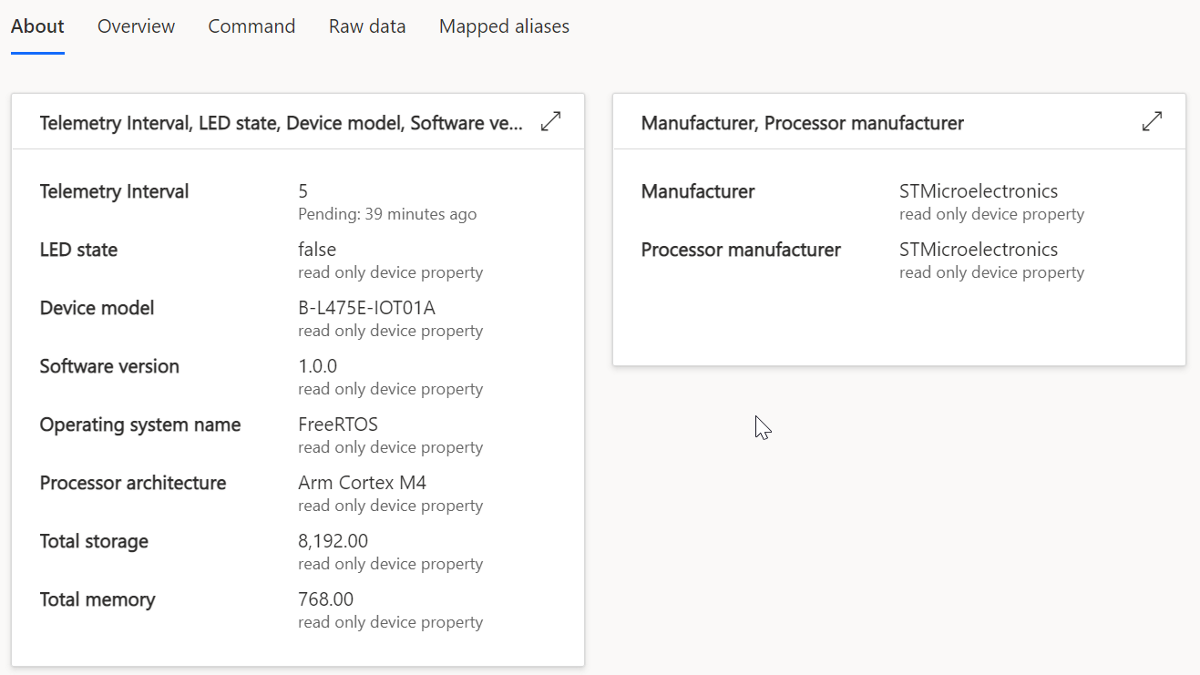 About Overview Command Raw data Mapped aliases
Telemetry Interval, LED state, Device model, Software ve...
Telemetry Interval 5
Pending: 39 minutes ago
LED state false
read only device property
Device model B-L475E-IOT01A
read only device property
Software version 1.0.0
read only device property
Operating system name FreeRTOS
read only device property
Processor architecture Arm Cortex M4
read only device property
Total storage 8,192.00
read only device property
Total memory 768.00
read only device property
Manufacturer, Processor manufacturer
Manufacturer STMicroelectronics
read only device property
Processor manufacturer STMicroelectronics
read only device property